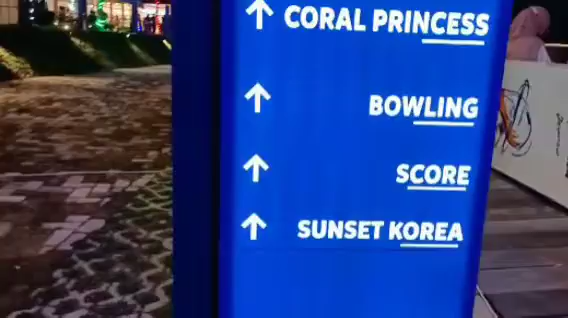 ↑ CORAL PRINCESS
↑ BOWLING
↑ SCORE
↑ SUNSET KOREA